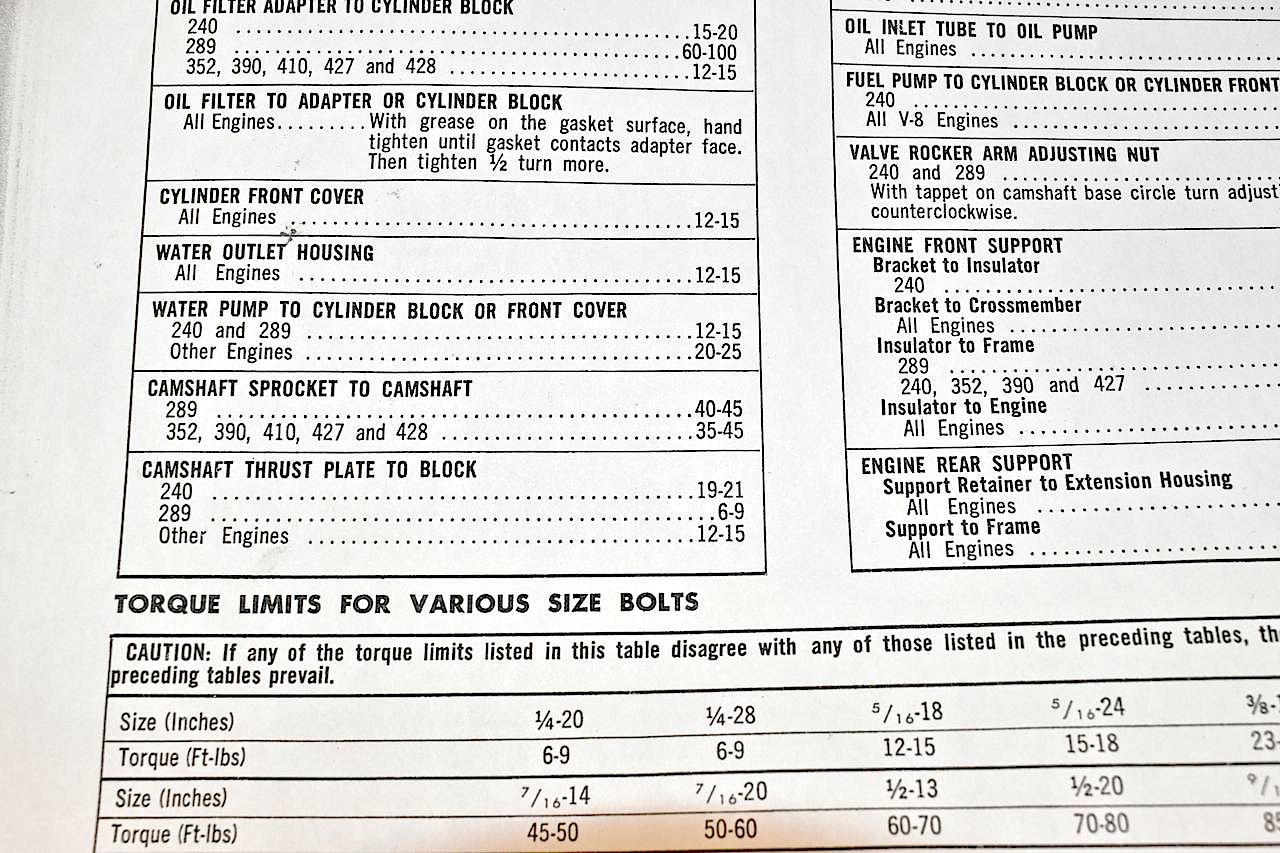 OIL FILTER ADAPTER TO CYLINDER BLOCK
240 ........ 15-20
289 ........ 60-100
352, 390, 410, 427 and 428 ........ 12-15
OIL FILTER TO ADAPTER OR CYLINDER BLOCK
All Engines......... With grease on the gasket surface, hand
tighten until gasket contacts adapter face.
Then tighten ½ turn more.
CYLINDER FRONT COVER
All Engines ........ 12-15
WATER OUTLET HOUSING
All Engines ........ 12-15
WATER PUMP TO CYLINDER BLOCK OR FRONT COVER
240 and 289 ........ 12-15
Other Engines ........ 20-25
CAMSHAFT SPROCKET TO CAMSHAFT
289 ........ 40-45
352, 390, 410, 427 and 428 ........ 35-45
CAMSHAFT THRUST PLATE TO BLOCK
240 ........ 19-21
289 ........ 6-9
Other Engines ........ 12-15
OIL INLET TUBE TO OIL PUMP
All Engines ........
FUEL PUMP TO CYLINDER BLOCK OR CYLINDER FRONT
240 ........
All V-8 Engines ........
VALVE ROCKER ARM ADJUSTING NUT
240 and 289 ........
With tappet on camshaft base circle turn adjust
counterclockwise.
ENGINE FRONT SUPPORT
Bracket to Insulator
240 ........
Bracket to Crossmember
All Engines ........
Insulator to Frame
289 ........
240, 352, 390 and 427 ........
Insulator to Engine
All Engines ........
ENGINE REAR SUPPORT
Support Retainer to Extension Housing
All Engines ........
Support to Frame
All Engines ........
TORQUE LIMITS FOR VARIOUS SIZE BOLTS
CAUTION: If any of the torque limits listed in this table disagree with any of those listed in the preceding tables, th
preceding tables prevail.
Size (Inches) ¼-20 ¼-28 5/16-18 5/16-24 ⅜-
Torque (Ft-lbs) 6-9 6-9 12-15 15-18 23-
Size (Inches) 7/16-14 7/16-20 ½-13 ½-20 9/1
Torque (Ft-lbs) 45-50 50-60 60-70 70-80 85